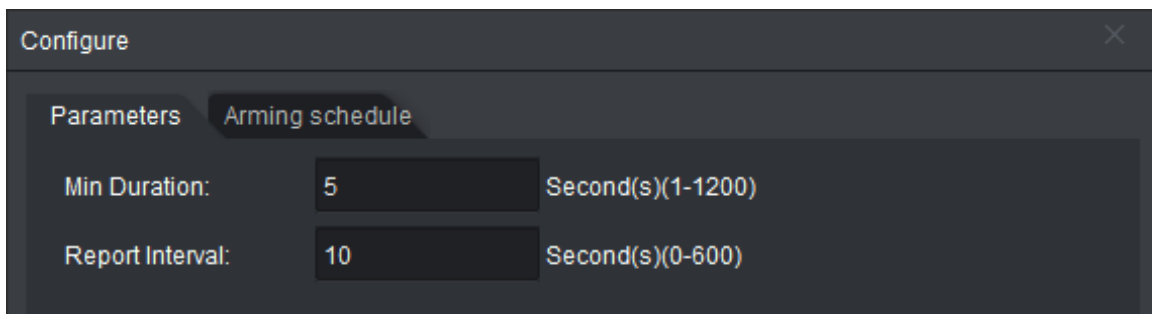 Configure
Parameters Arming schedule
Min Duration: 5 Second(s)(1-1200)
Report Interval: 10 Second(s)(0-600)